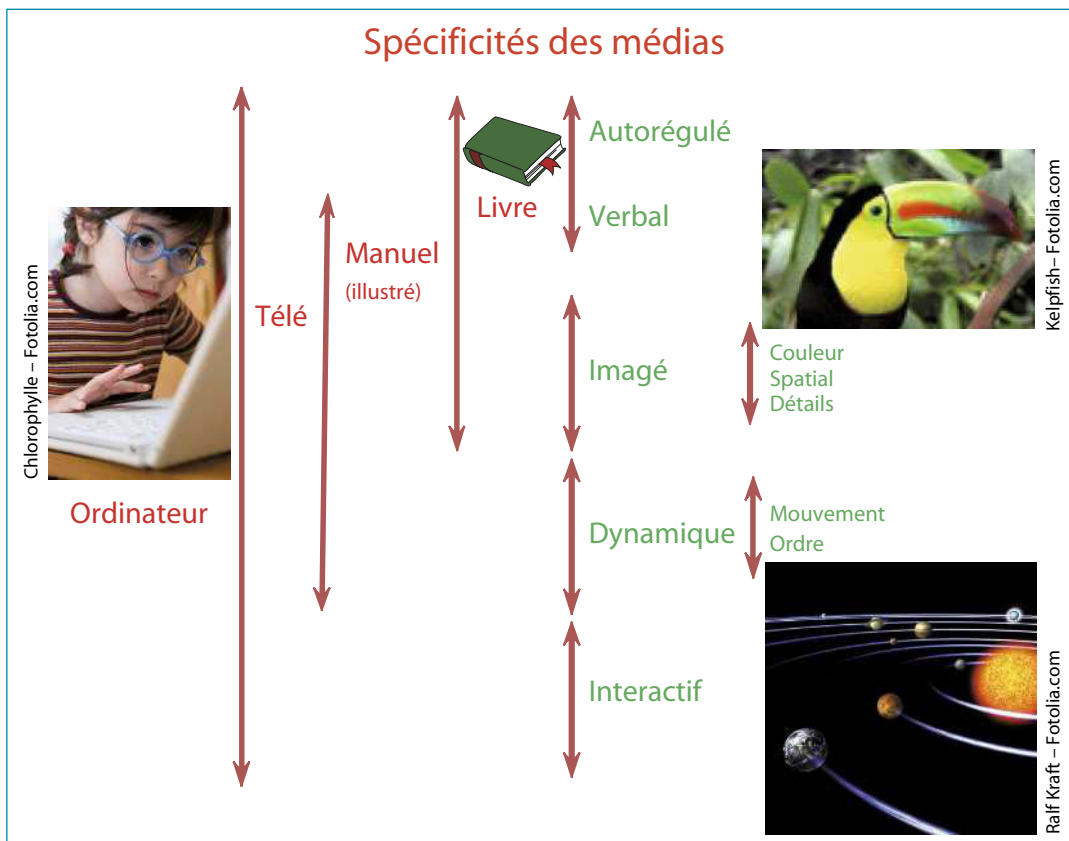 Spécificités des médias
Autorégulé
Livre
Verbal
Manuel
(illustré)
Télé
Imagé
Couleur
Spatial
Détails
Ordinateur
Dynamique
Mouvement
Ordre
Interactif
Chlorophylle – Fotolia.com
Kelpfish– Fotolia.com
Ralf Kraft – Fotolia.com